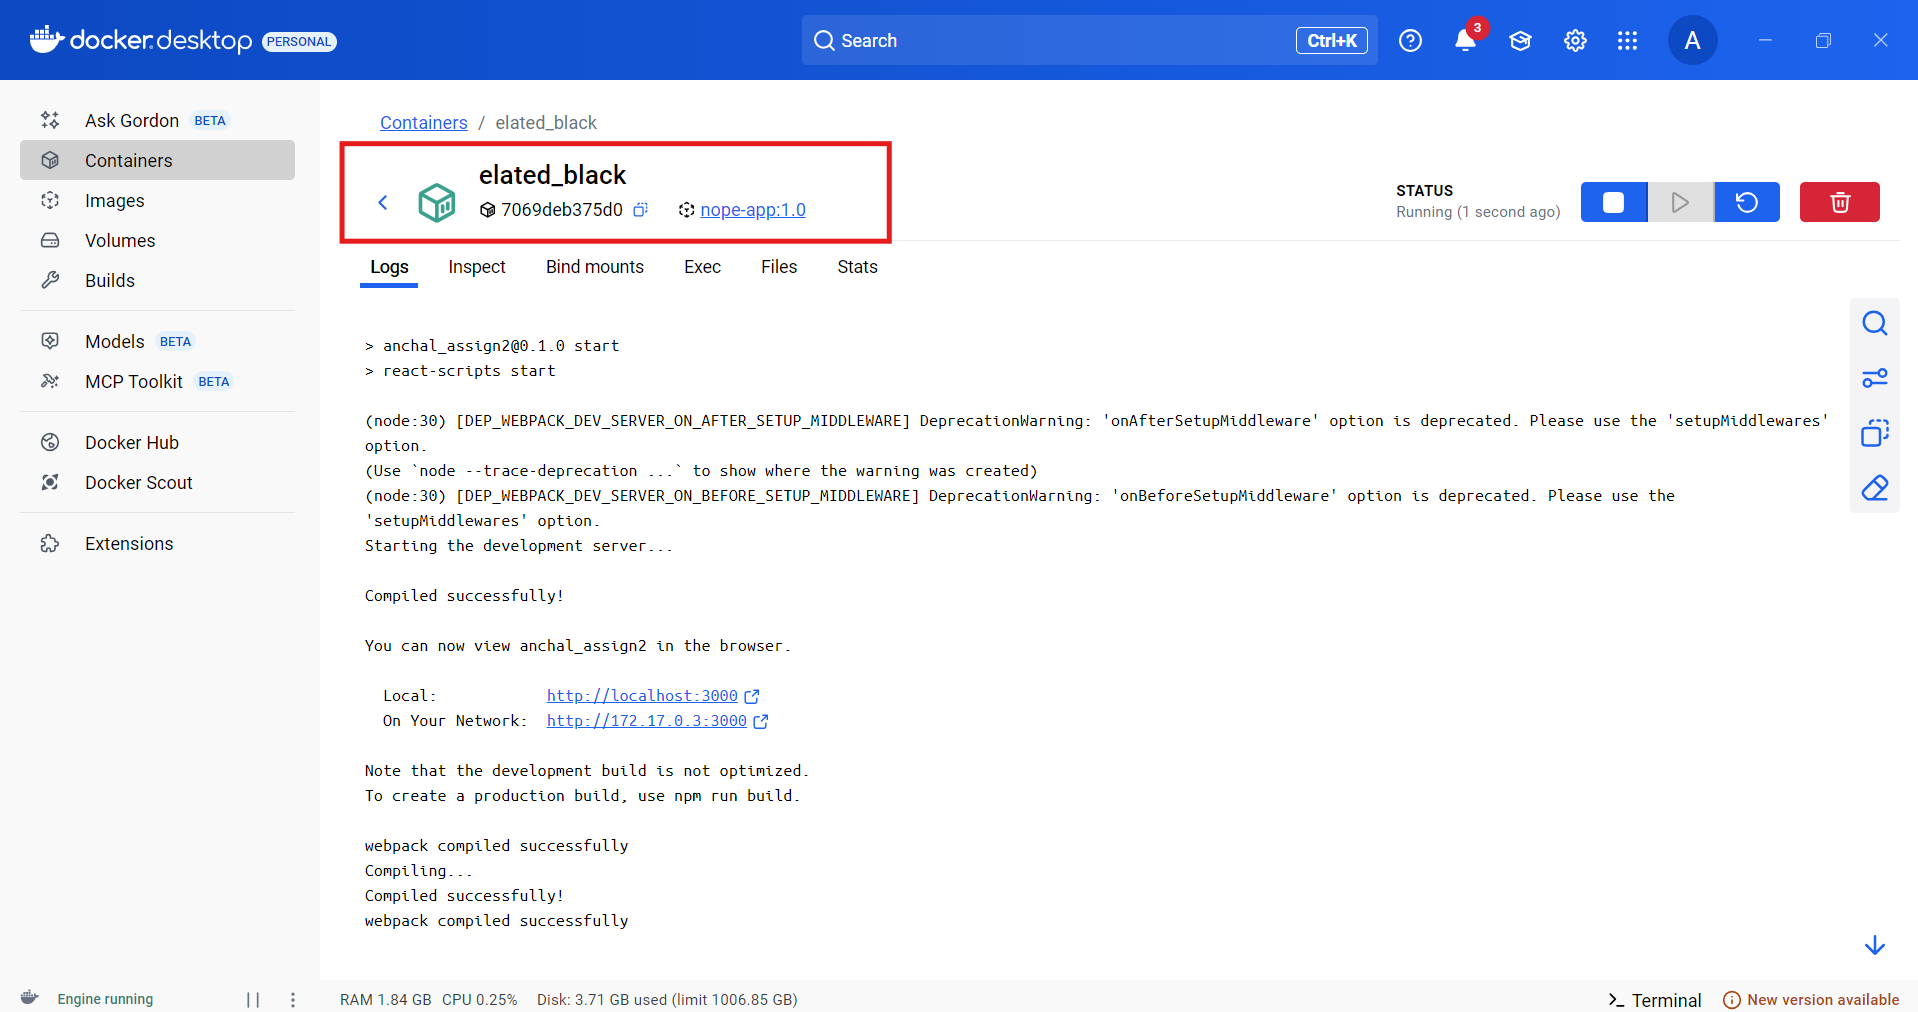 docker.desktop PERSONAL
Search Ctrl+K
3
A
Ask Gordon BETA
Containers
Images
Volumes
Builds
Models BETA
MCP Toolkit BETA
Docker Hub
Docker Scout
Extensions
Containers / elated_black
elated_black
7069deb375d0 nope-app:1.0
STATUS
Running (1 second ago)
Logs Inspect Bind mounts Exec Files Stats
> anchal_assign2@0.1.0 start
> react-scripts start
(node:30) [DEP_WEBPACK_DEV_SERVER_ON_AFTER_SETUP_MIDDLEWARE] DeprecationWarning: 'onAfterSetupMiddleware' option is deprecated. Please use the 'setupMiddlewares'
option.
(Use `node --trace-deprecation ...` to show where the warning was created)
(node:30) [DEP_WEBPACK_DEV_SERVER_ON_BEFORE_SETUP_MIDDLEWARE] DeprecationWarning: 'onBeforeSetupMiddleware' option is deprecated. Please use the
'setupMiddlewares' option.
Starting the development server...
Compiled successfully!
You can now view anchal_assign2 in the browser.
Local: http://localhost:3000
On Your Network: http://172.17.0.3:3000
Note that the development build is not optimized.
To create a production build, use npm run build.
webpack compiled successfully
Compiling...
Compiled successfully!
webpack compiled successfully
Engine running
RAM 1.84 GB CPU 0.25% Disk: 3.71 GB used (limit 1006.85 GB)
Terminal
New version available